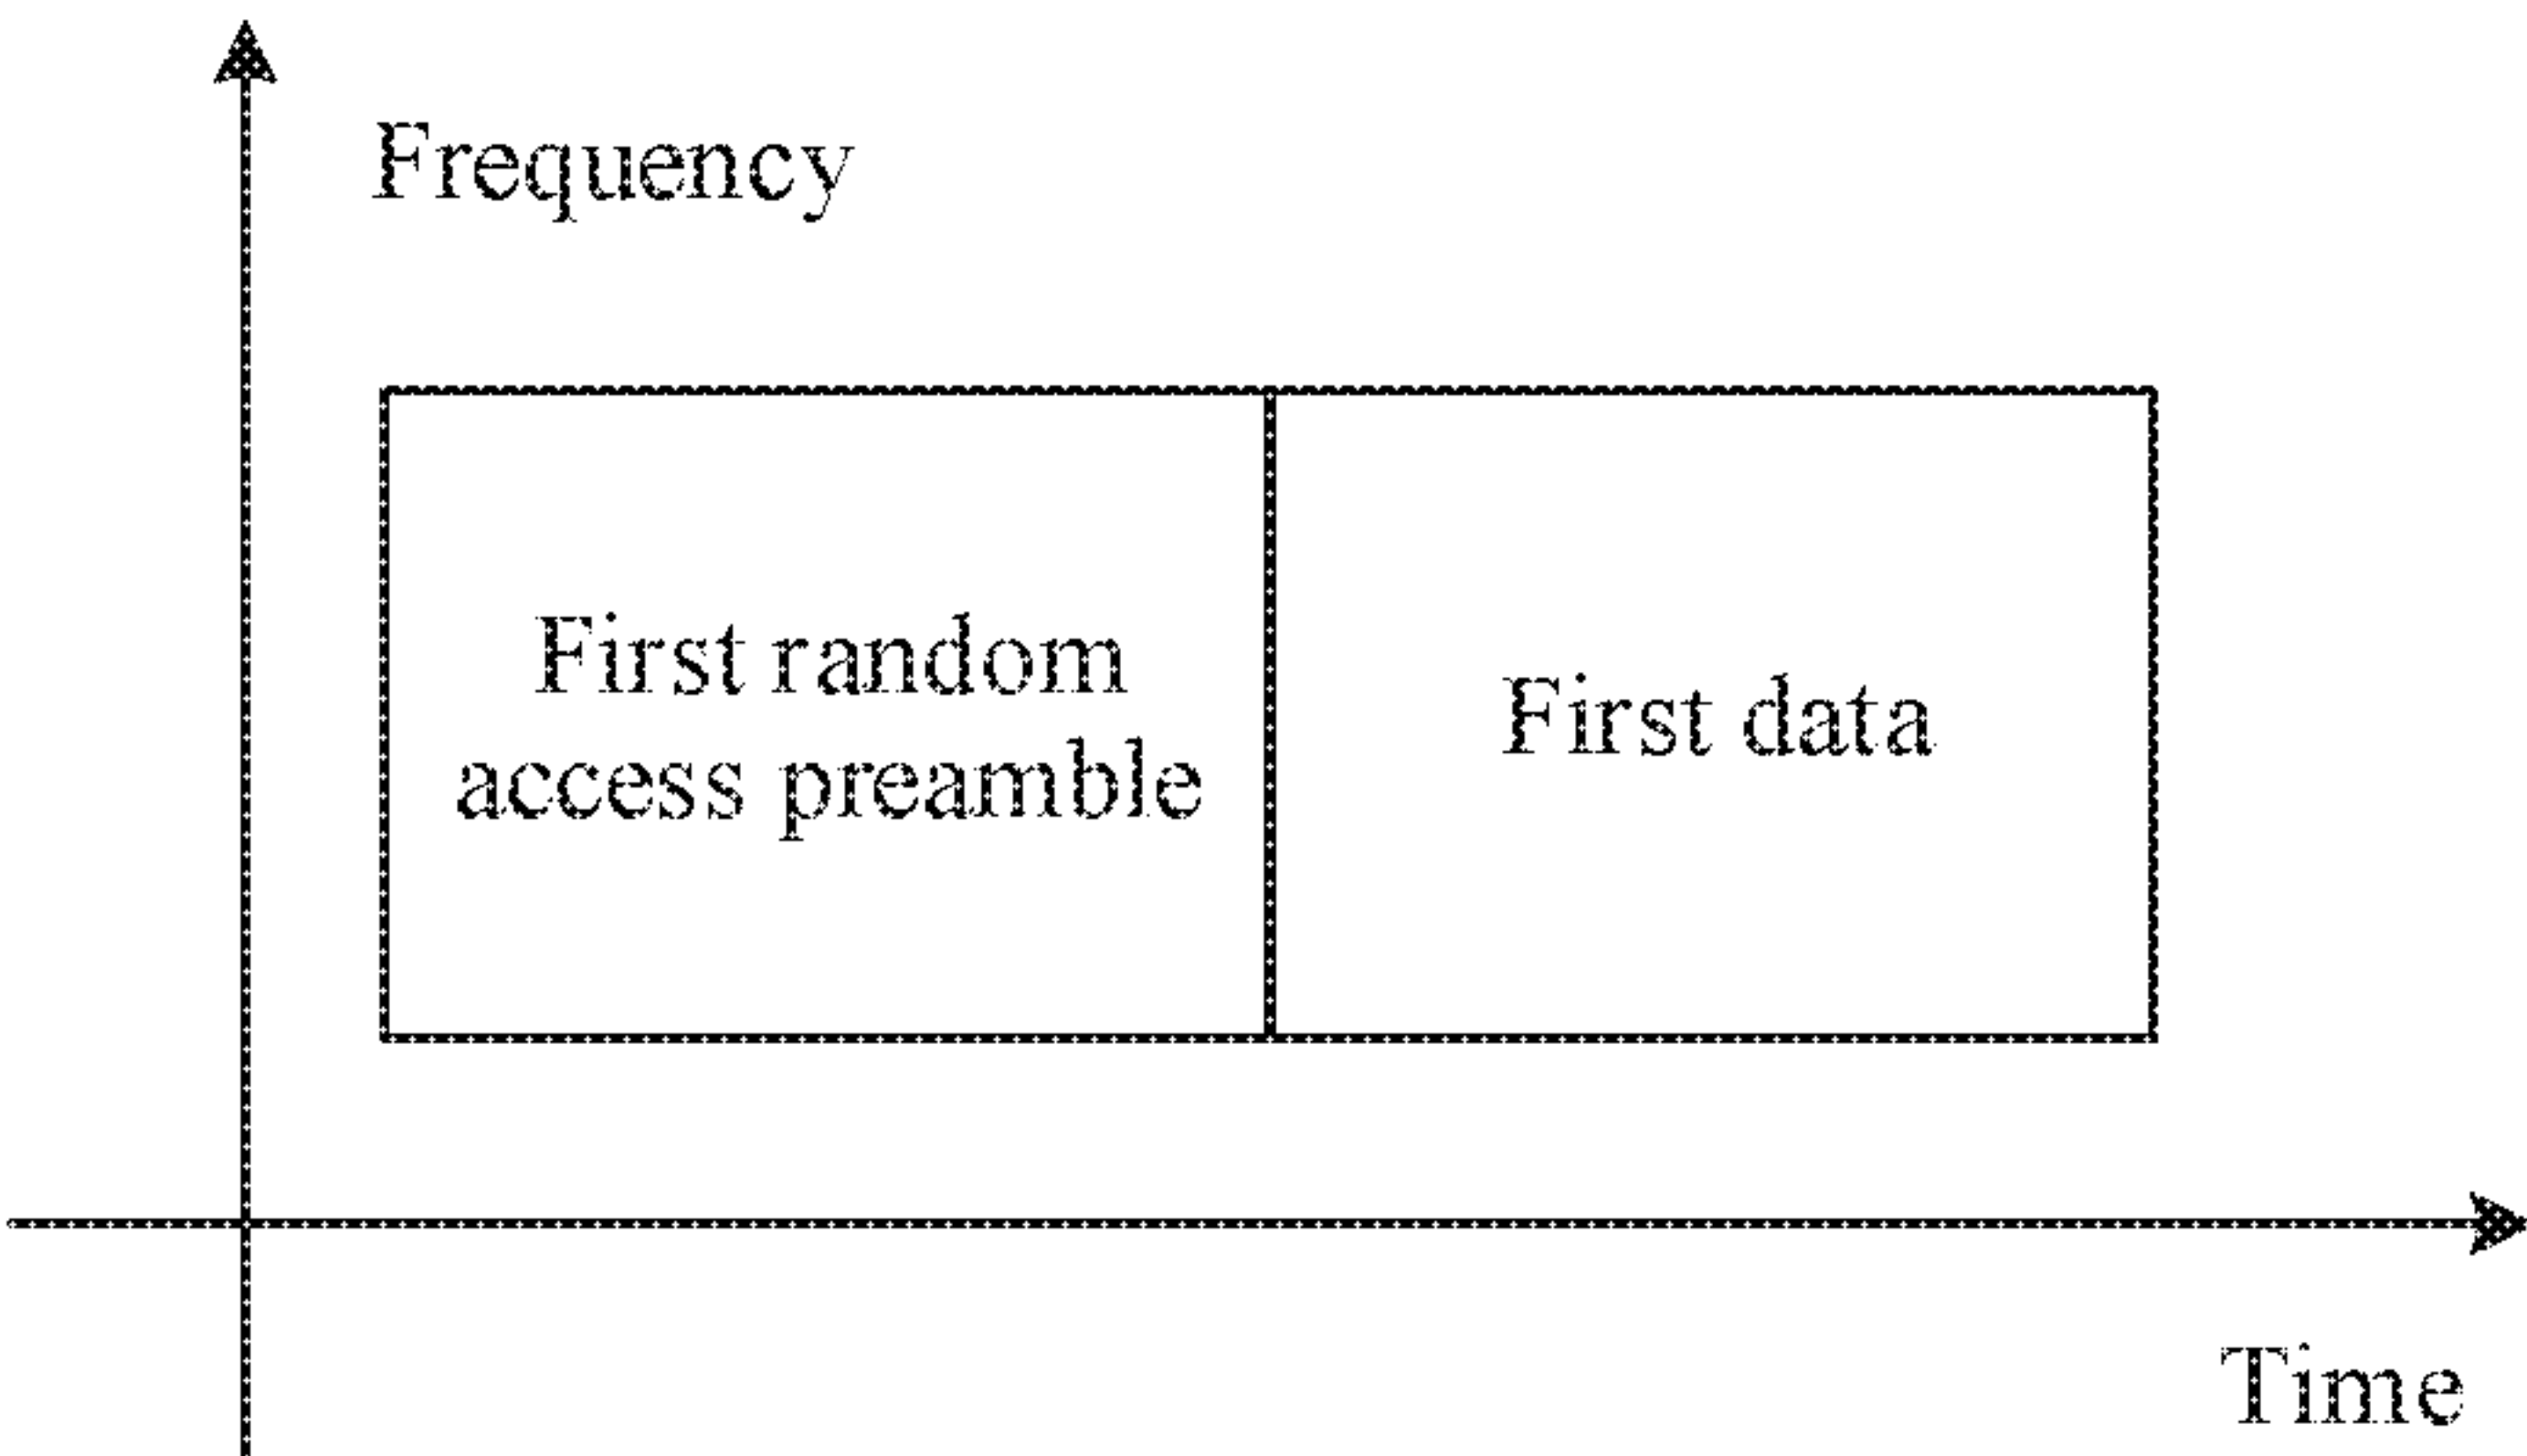 Frequency
First random
access preamble
First data
Time